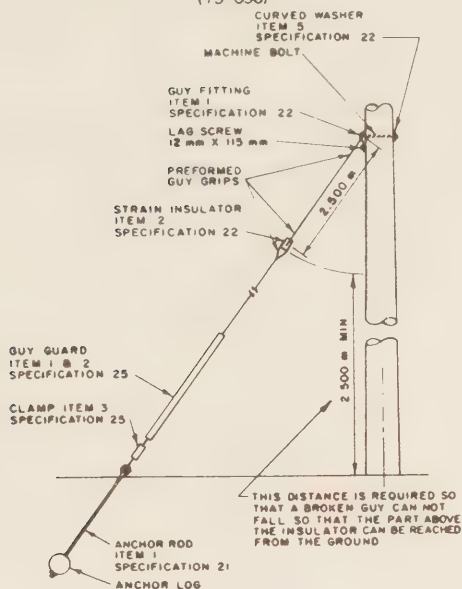 CURVED WASHER
ITEM 5
SPECIFICATION 22
MACHINE BOLT
GUY FITTING
ITEM 1
SPECIFICATION 22
LAG SCREW
12 mm X 115 mm
PREFORMED
GUY GRIPS
2.500 m
STRAIN INSULATOR
ITEM 2
SPECIFICATION 22
2.500 m MIN
GUY GUARD
ITEM 1 & 2
SPECIFICATION 25
CLAMP ITEM 3
SPECIFICATION 25
THIS DISTANCE IS REQUIRED SO
THAT A BROKEN GUY CAN NOT
FALL SO THAT THE PART ABOVE
THE INSULATOR CAN BE REACHED
FROM THE GROUND
ANCHOR ROD
ITEM 1
SPECIFICATION 21
ANCHOR LOG